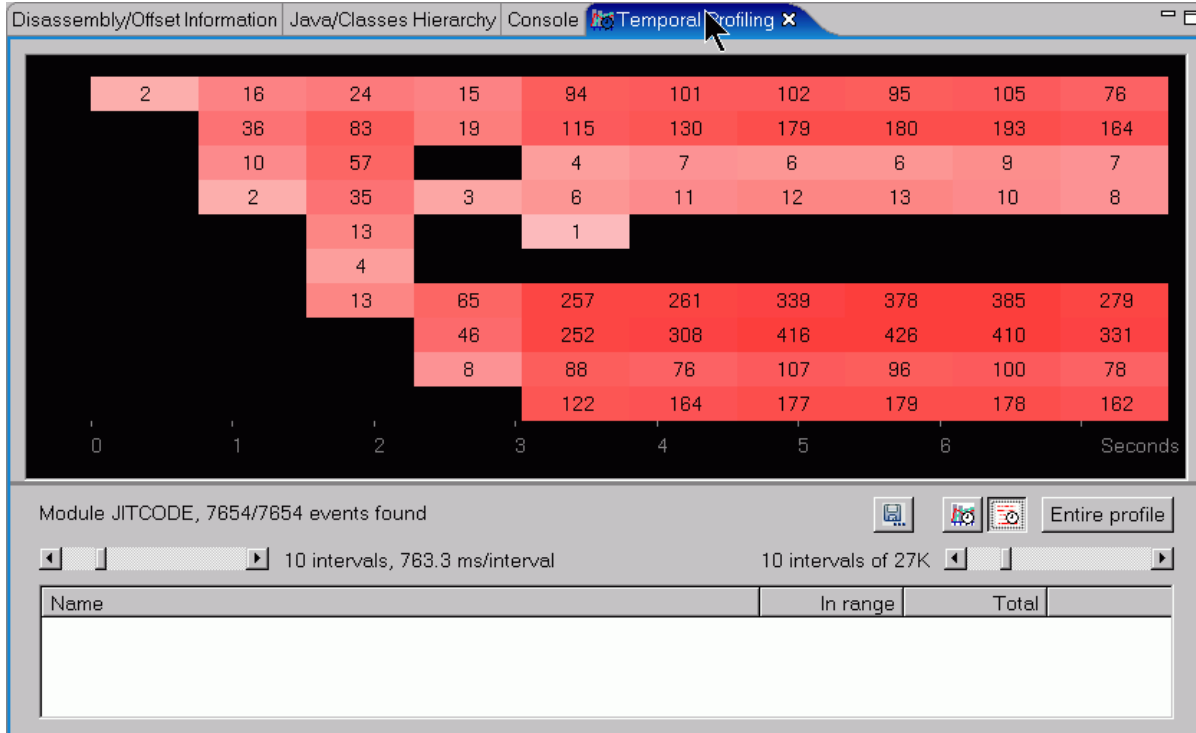 Disassembly/Offset Information Java/Classes Hierarchy Console Temporal Profiling
2 16 24 15 94 101 102 95 105 76
36 83 19 115 130 179 180 193 164
10 57 4 7 6 6 9 7
2 35 3 6 11 12 13 10 8
13 1
4
13 65 257 261 339 378 385 279
46 252 308 416 426 410 331
8 88 76 107 96 100 78
122 164 177 179 178 162
0 1 2 3 4 5 6 Seconds
Module JITCODE, 7654/7654 events found Entire profile
10 intervals, 763.3 ms/interval 10 intervals of 27K
Name In range Total